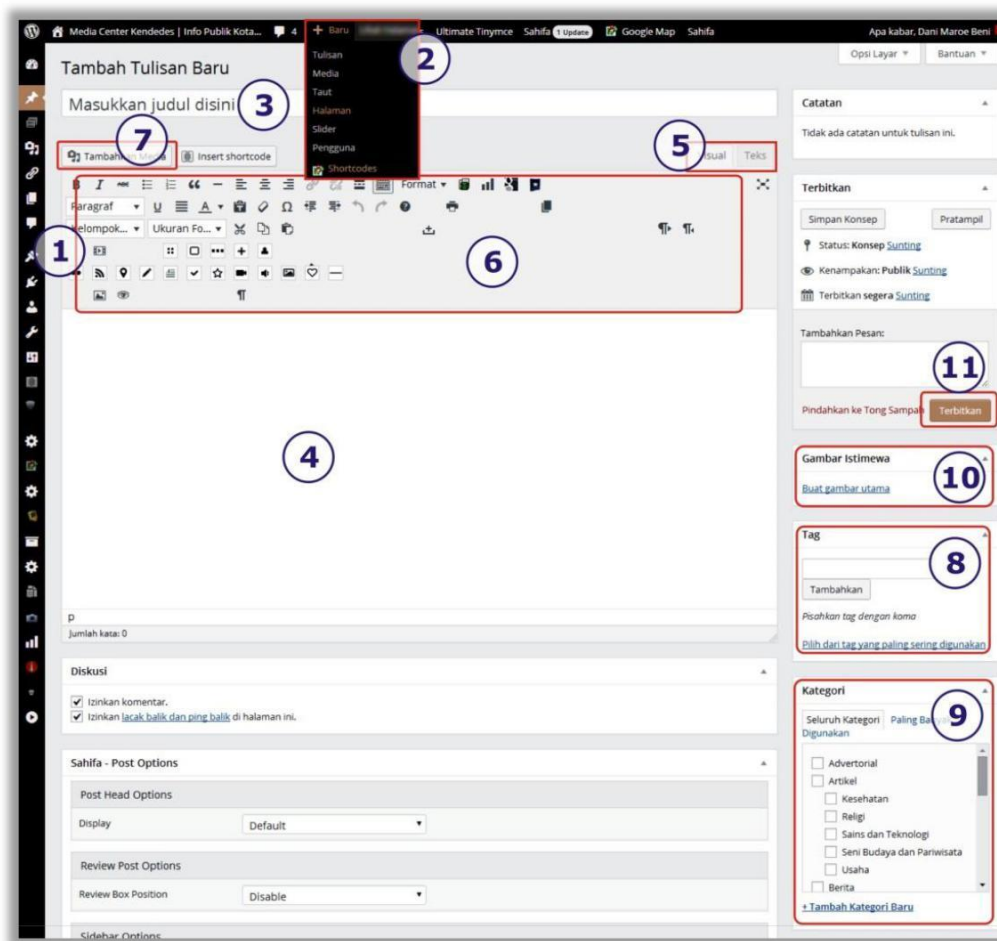 Media Center Kendedes | Info Publik Kota... 4 + Baru Ultimate Tinymce Sahifa 1 Update Google Map Sahifa Apa kabar, Dani Maroe Beni
Tulisan
Media
Taut
Halaman
Slider
Pengguna
Shortcodes
2
Opsi Layar Bantuan
Tambah Tulisan Baru
Masukkan judul disini
3
7
Tambahkan Media Insert shortcode
5
Visual Teks
B I ABC Format
Paragraf U A Ω
Kelompok... Ukuran Fo...
1
6
4
p
Jumlah kata: 0
Diskusi
Izinkan komentar.
Izinkan lacak balik dan ping balik di halaman ini.
Sahifa - Post Options
Post Head Options
Display Default
Review Post Options
Review Box Position Disable
Sidebar Options
Catatan
Tidak ada catatan untuk tulisan ini.
Terbitkan
Simpan Konsep Pratampil
Status: Konsep Sunting
Kenampakan: Publik Sunting
Terbitkan segera Sunting
Tambahkan Pesan:
11
Pindahkan ke Tong Sampah Terbitkan
Gambar Istimewa
10
Buat gambar utama
Tag
8
Tambahkan
Pisahkan tag dengan koma
Pilih dari tag yang paling sering digunakan
Kategori
9
Seluruh Kategori Paling Banyak
Digunakan
Advertorial
Artikel
Kesehatan
Religi
Sains dan Teknologi
Seni Budaya dan Pariwisata
Usaha
Berita
+ Tambah Kategori Baru